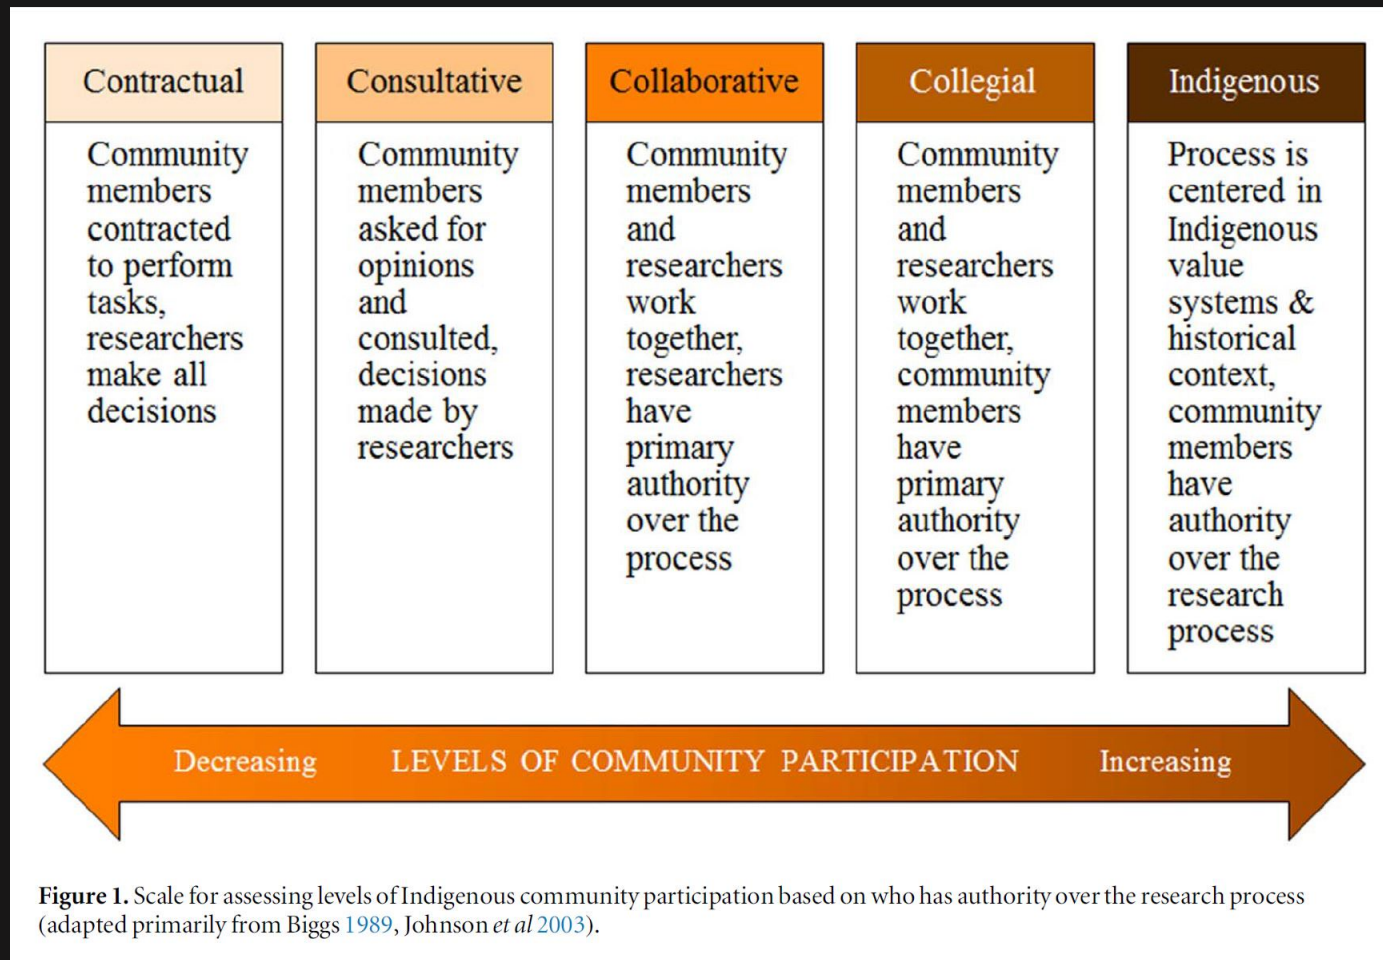 Contractual
Community
members
contracted
to perform
tasks,
researchers
make all
decisions
Consultative
Community
members
asked for
opinions
and
consulted,
decisions
made by
researchers
Collaborative
Community
members
and
researchers
work
together,
researchers
have
primary
authority
over the
process
Collegial
Community
members
and
researchers
work
together,
community
members
have
primary
authority
over the
process
Indigenous
Process is
centered in
Indigenous
value
systems &
historical
context,
community
members
have
authority
over the
research
process
Decreasing LEVELS OF COMMUNITY PARTICIPATION Increasing
Figure 1. Scale for assessing levels of Indigenous community participation based on who has authority over the research process
(adapted primarily from Biggs 1989, Johnson et al 2003).